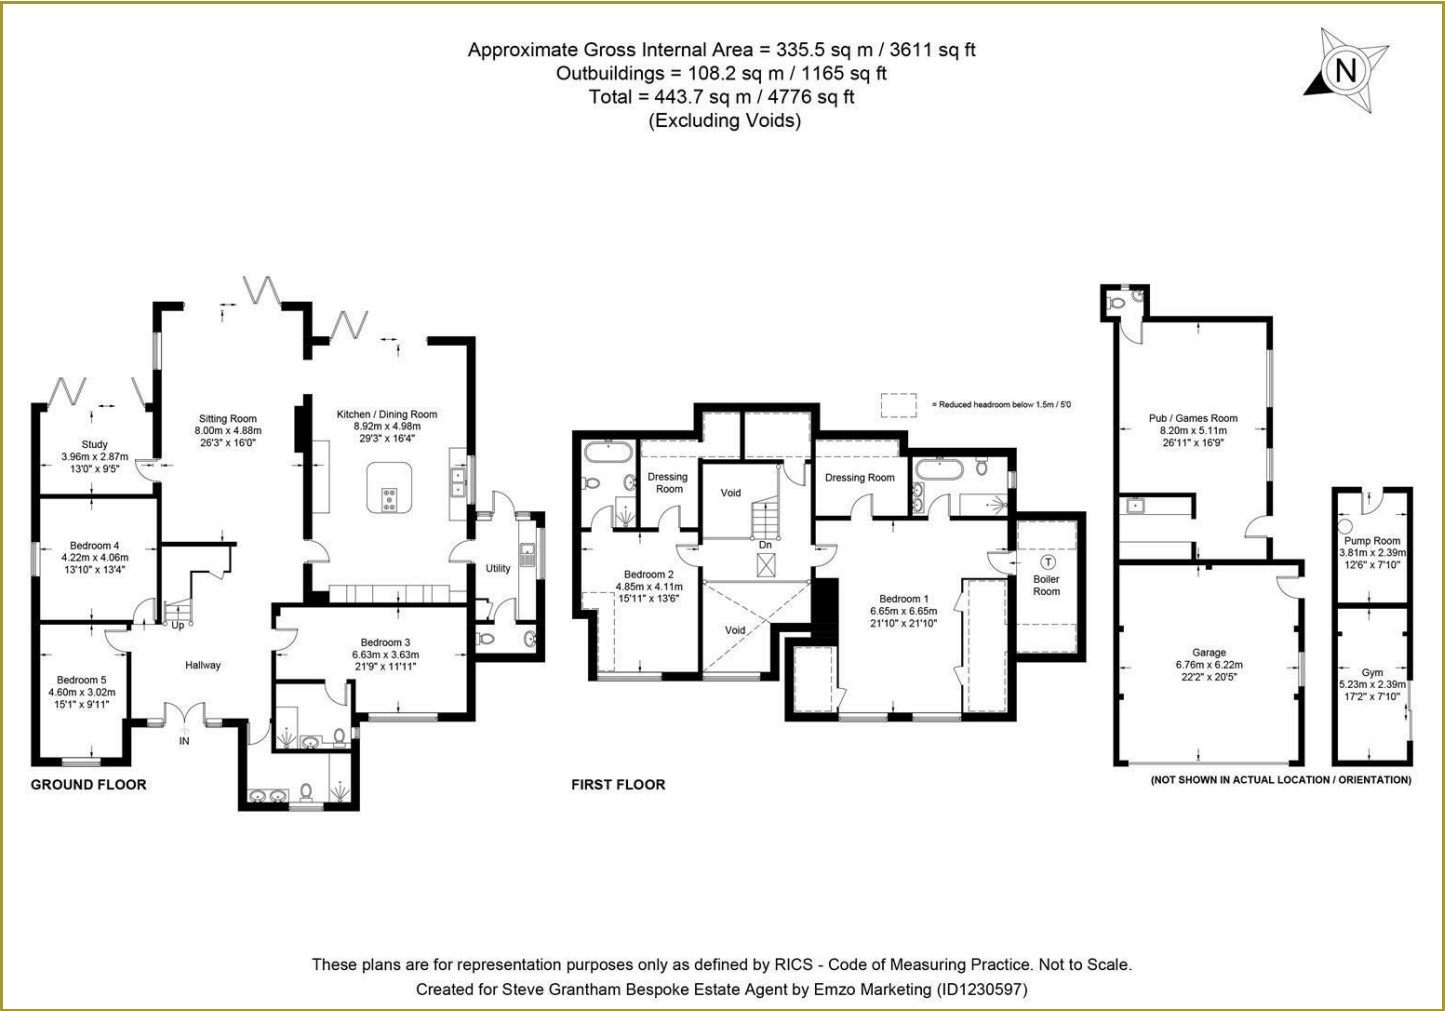 Approximate Gross Internal Area = 335.5 sq m / 3611 sq ft
Outbuildings = 108.2 sq m / 1165 sq ft
Total = 443.7 sq m / 4776 sq ft
(Excluding Voids)
N
Sitting Room
8.00m x 4.88m
26'3" x 16'0"
Kitchen / Dining Room
8.92m x 4.98m
29'3" x 16'4"
Study
3.96m x 2.87m
13'0" x 9'5"
Bedroom 4
4.22m x 4.06m
13'10" x 13'4"
Utility
Up
Hallway
Bedroom 3
6.63m x 3.63m
21'9" x 11'11"
Bedroom 5
4.60m x 3.02m
15'1" x 9'11"
IN
GROUND FLOOR
= Reduced headroom below 1.5m / 5'0
Dressing
Room
Void
Dressing Room
Dn
Bedroom 2
4.85m x 4.11m
15'11" x 13'6"
T
Boiler
Room
Bedroom 1
6.65m x 6.65m
21'10" x 21'10"
Void
FIRST FLOOR
Pub / Games Room
8.20m x 5.11m
26'11" x 16'9"
Pump Room
3.81m x 2.39m
12'6" x 7'10"
Garage
6.76m x 6.22m
22'2" x 20'5"
Gym
5.23m x 2.39m
17'2" x 7'10"
(NOT SHOWN IN ACTUAL LOCATION / ORIENTATION)
These plans are for representation purposes only as defined by RICS - Code of Measuring Practice. Not to Scale.
Created for Steve Grantham Bespoke Estate Agent by Emzo Marketing (ID1230597)